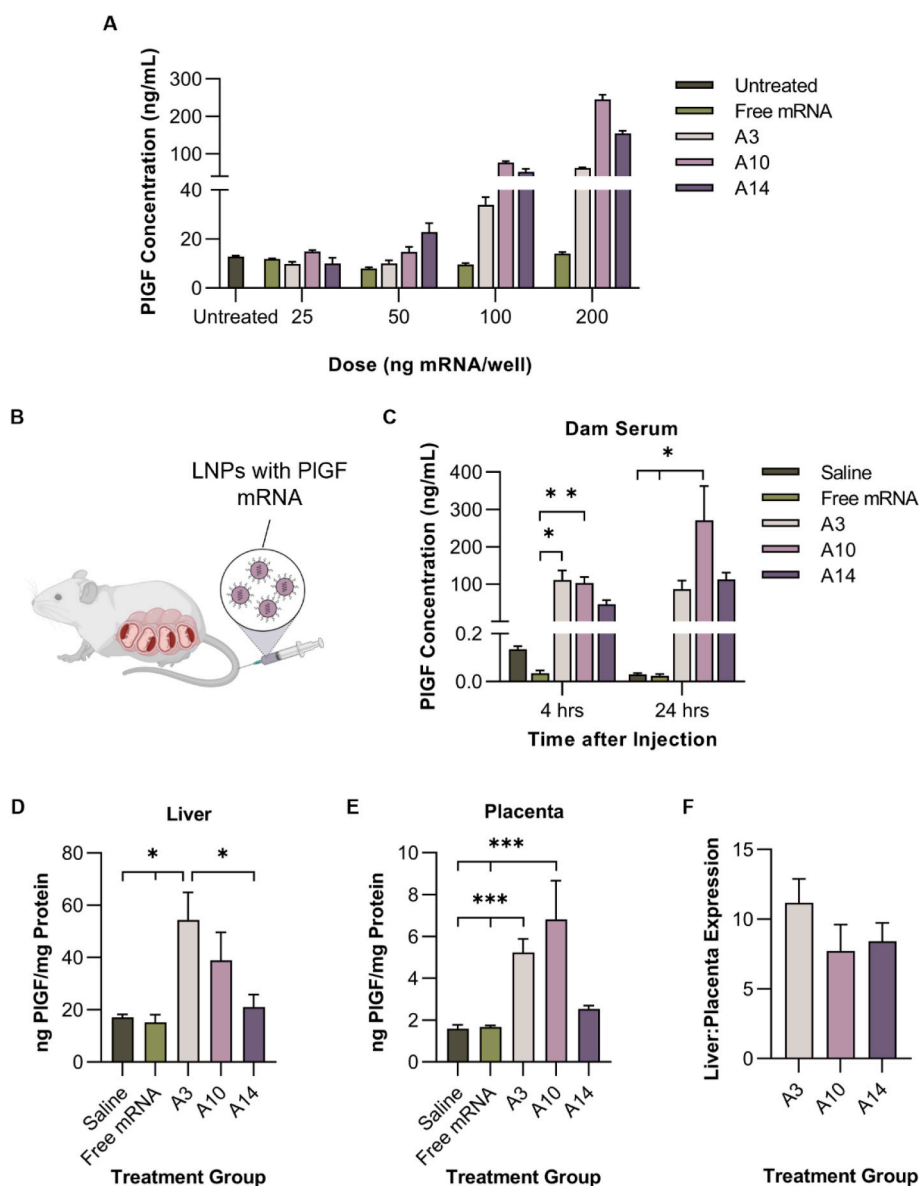 A
PlGF Concentration (ng/mL)
300
200
100
40
20
0
Untreated 25 50 100 200
Dose (ng mRNA/well)
Untreated
Free mRNA
A3
A10
A14
B
LNPs with PlGF
mRNA
C
Dam Serum
PlGF Concentration (ng/mL)
400
300
200
100
0.2
0.0
* *
*
*
4 hrs 24 hrs
Time after Injection
Saline
Free mRNA
A3
A10
A14
D
Liver
ng PlGF/mg Protein
80
60
40
20
0
* *
Saline
Free mRNA
A3
A10
A14
Treatment Group
E
Placenta
ng PlGF/mg Protein
10
8
6
4
2
0
***
***
Saline
Free mRNA
A3
A10
A14
Treatment Group
F
Liver:Placenta Expression
15
10
5
0
A3
A10
A14
Treatment Group